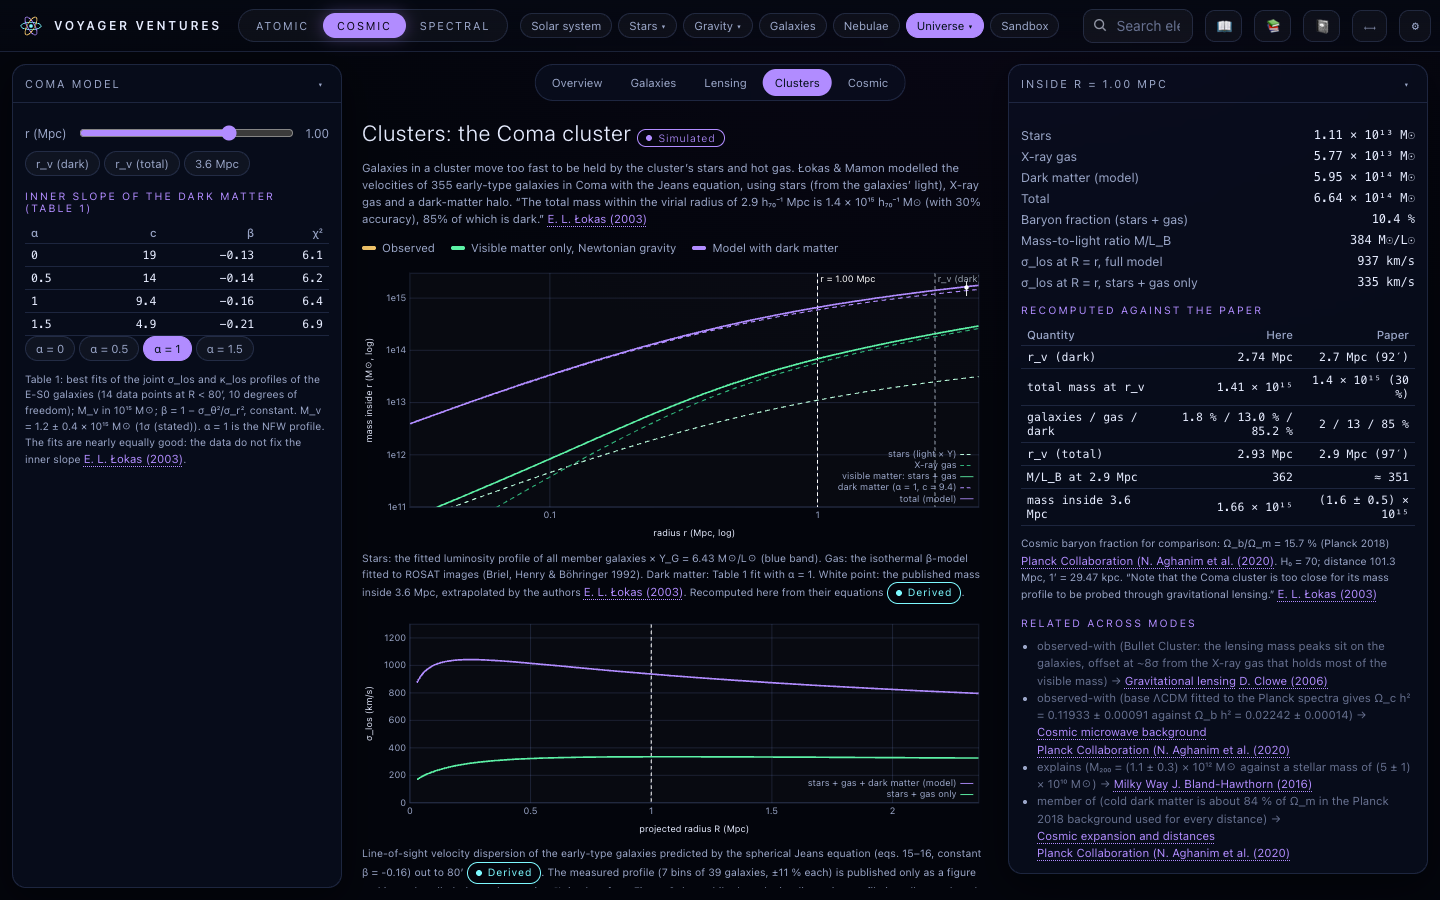 VOYAGER VENTURES
ATOMIC COSMIC SPECTRAL
Solar system Stars ▾ Gravity ▾ Galaxies Nebulae Universe ▾ Sandbox
Search ele
COMA MODEL
r (Mpc) 1.00
r_v (dark) r_v (total) 3.6 Mpc
INNER SLOPE OF THE DARK MATTER
(TABLE 1)
α c β χ²
0 19 −0.13 6.1
0.5 14 −0.14 6.2
1 9.4 −0.16 6.4
1.5 4.9 −0.21 6.9
α = 0 α = 0.5 α = 1 α = 1.5
Table 1: best fits of the joint σ_los and κ_los profiles of the
E-S0 galaxies (14 data points at R < 80′, 10 degrees of
freedom); M_v in 10¹⁵ M☉; β = 1 − σ_θ²/σ_r², constant. M_v
= 1.2 ± 0.4 × 10¹⁵ M☉ (1σ (stated)). α = 1 is the NFW profile.
The fits are nearly equally good: the data do not fix the
inner slope E. L. Łokas (2003).
Overview Galaxies Lensing Clusters Cosmic
Clusters: the Coma cluster Simulated
Galaxies in a cluster move too fast to be held by the cluster's stars and hot gas. Łokas & Mamon modelled the
velocities of 355 early-type galaxies in Coma with the Jeans equation, using stars (from the galaxies' light), X-ray
gas and a dark-matter halo. "The total mass within the virial radius of 2.9 h₇₀⁻¹ Mpc is 1.4 × 10¹⁵ h₇₀⁻¹ M☉ (with 30%
accuracy), 85% of which is dark." E. L. Łokas (2003)
Observed Visible matter only, Newtonian gravity Model with dark matter
r = 1.00 Mpc
r_v (dark
1e15
1e14
1e13
1e12
1e11
mass inside r (M☉, log)
stars (light × Υ)
X-ray gas
visible matter: stars + gas
dark matter (α = 1, c = 9.4)
total (model)
0.1 1
radius r (Mpc, log)
Stars: the fitted luminosity profile of all member galaxies × Υ_G = 6.43 M☉/L☉ (blue band). Gas: the isothermal β-model
fitted to ROSAT images (Briel, Henry & Böhringer 1992). Dark matter: Table 1 fit with α = 1. White point: the published mass
inside 3.6 Mpc, extrapolated by the authors E. L. Łokas (2003). Recomputed here from their equations Derived.
1200
1000
800
600
400
200
0
σ_los (km/s)
stars + gas + dark matter (model)
stars + gas only
0 0.5 1 1.5 2
projected radius R (Mpc)
Line-of-sight velocity dispersion of the early-type galaxies predicted by the spherical Jeans equation (eqs. 15–16, constant
β = -0.16) out to 80′ Derived. The measured profile (7 bins of 39 galaxies, ±11 % each) is published only as a figure
INSIDE R = 1.00 MPC
Stars 1.11 × 10¹³ M☉
X-ray gas 5.77 × 10¹³ M☉
Dark matter (model) 5.95 × 10¹⁴ M☉
Total 6.64 × 10¹⁴ M☉
Baryon fraction (stars + gas) 10.4 %
Mass-to-light ratio M/L_B 384 M☉/L☉
σ_los at R = r, full model 937 km/s
σ_los at R = r, stars + gas only 335 km/s
RECOMPUTED AGAINST THE PAPER
Quantity Here Paper
r_v (dark) 2.74 Mpc 2.7 Mpc (92′)
total mass at r_v 1.41 × 10¹⁵ 1.4 × 10¹⁵ (30
%)
galaxies / gas / 1.8 % / 13.0 % / 2 / 13 / 85 %
dark 85.2 %
r_v (total) 2.93 Mpc 2.9 Mpc (97′)
M/L_B at 2.9 Mpc 362 ≈ 351
mass inside 3.6 1.66 × 10¹⁵ (1.6 ± 0.5) ×
Mpc 10¹⁵
Cosmic baryon fraction for comparison: Ω_b/Ω_m = 15.7 % (Planck 2018)
Planck Collaboration (N. Aghanim et al. (2020). H₀ = 70; distance 101.3
Mpc, 1′ = 29.47 kpc. "Note that the Coma cluster is too close for its mass
profile to be probed through gravitational lensing." E. L. Łokas (2003)
RELATED ACROSS MODES
observed-with (Bullet Cluster: the lensing mass peaks sit on the
galaxies, offset at ~8σ from the X-ray gas that holds most of the
visible mass) → Gravitational lensing D. Clowe (2006)
observed-with (base ΛCDM fitted to the Planck spectra gives Ω_c h²
= 0.11933 ± 0.00091 against Ω_b h² = 0.02242 ± 0.00014) →
Cosmic microwave background
Planck Collaboration (N. Aghanim et al. (2020)
explains (M₂₀₀ = (1.1 ± 0.3) × 10¹² M☉ against a stellar mass of (5 ± 1)
× 10¹⁰ M☉) → Milky Way J. Bland-Hawthorn (2016)
member of (cold dark matter is about 84 % of Ω_m in the Planck
2018 background used for every distance) →
Cosmic expansion and distances
Planck Collaboration (N. Aghanim et al. (2020)